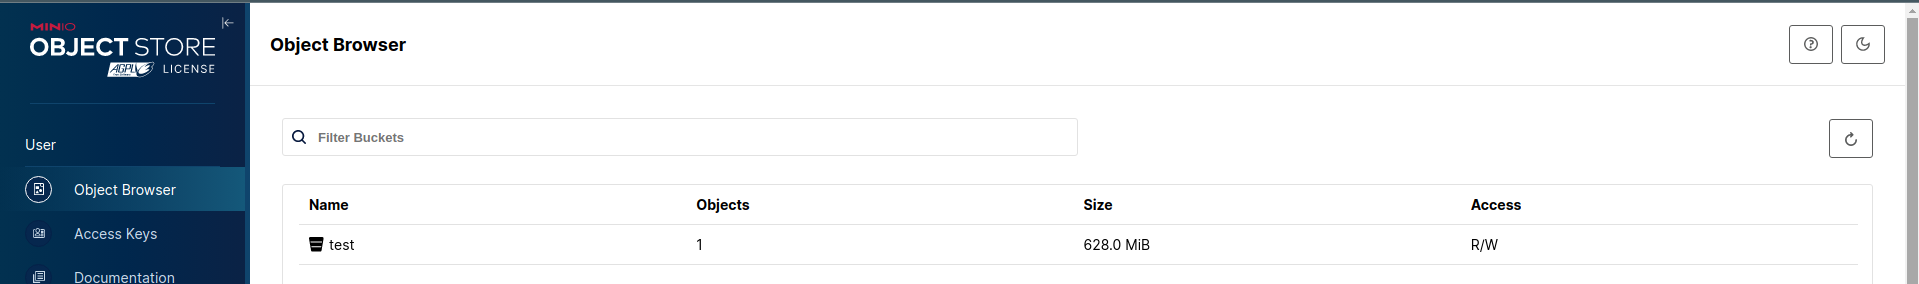 MINIO
OBJECT STORE
AGPLv3 LICENSE
User
Object Browser
Access Keys
Documentation
Object Browser
Filter Buckets
Name Objects Size Access
test 1 628.0 MiB R/W